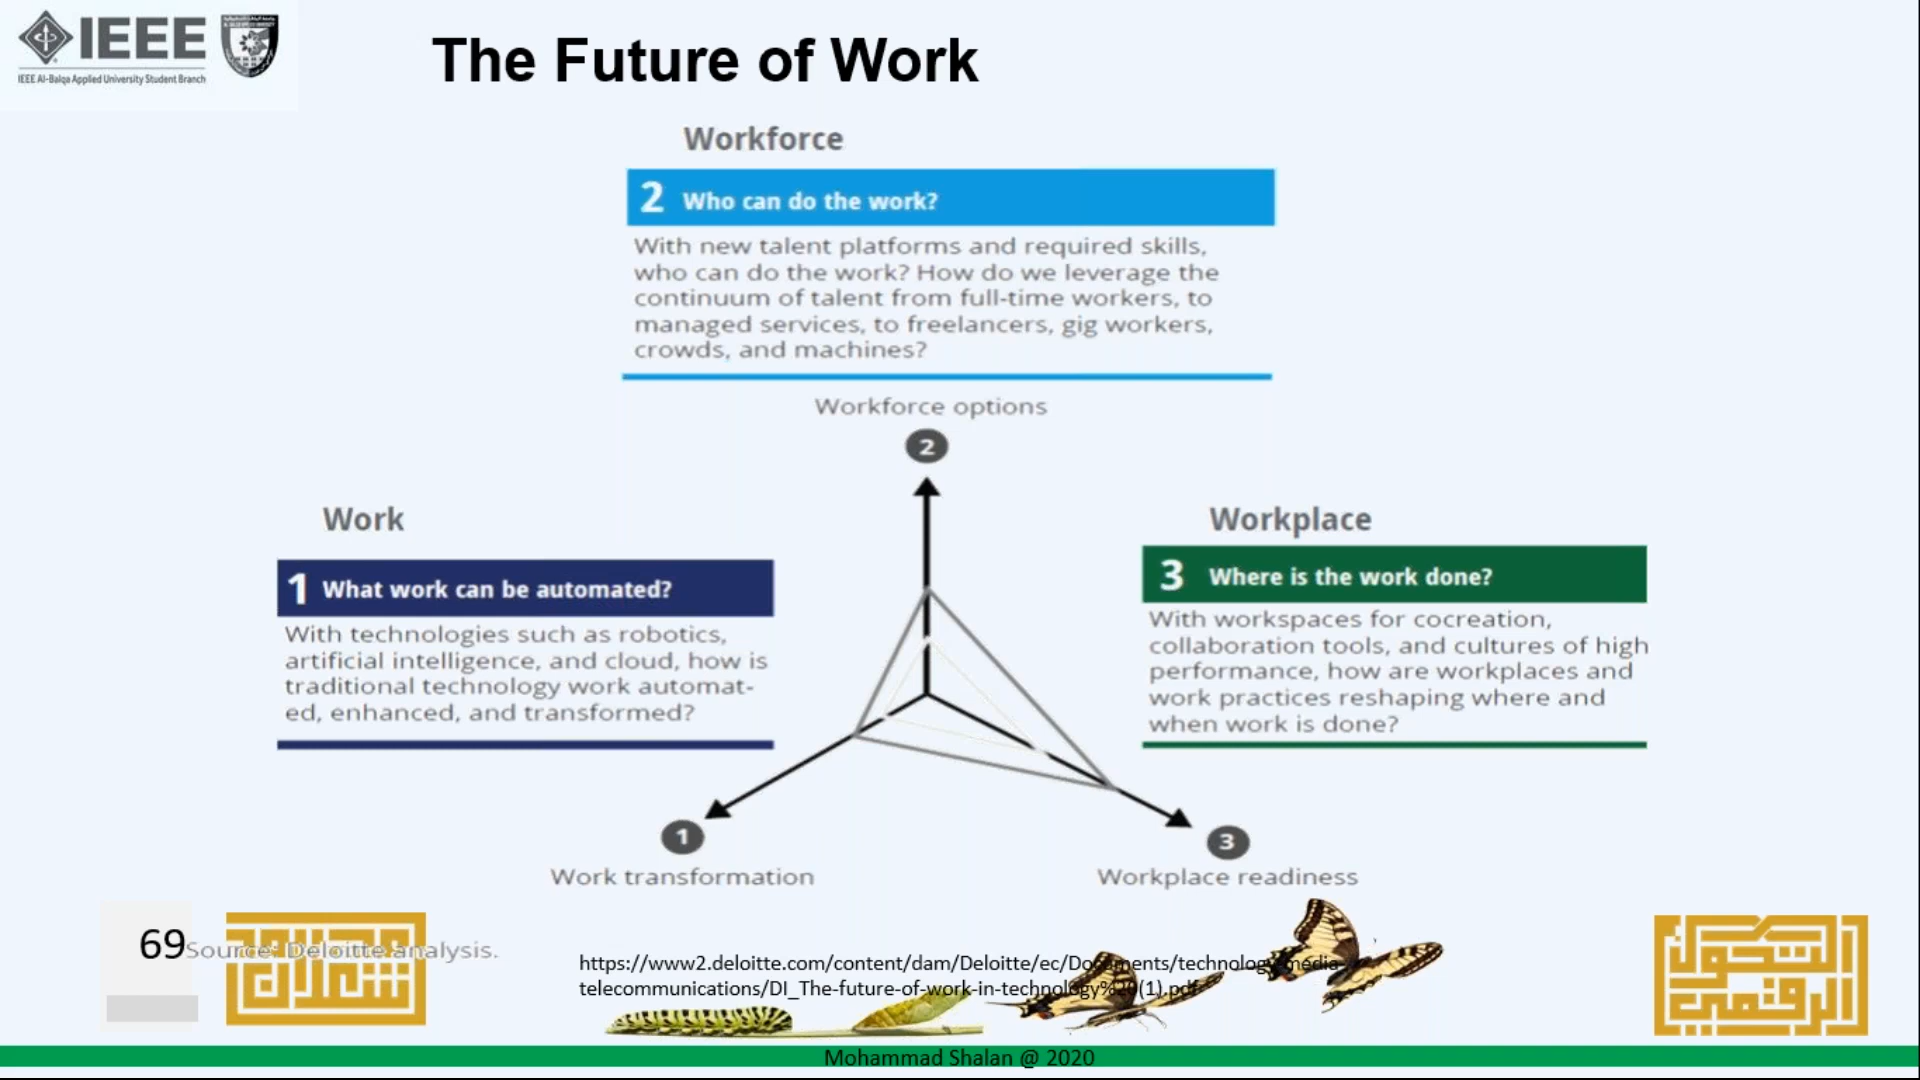 IEEE
IEEE Al-Balqa Applied University Student Branch
The Future of Work
Workforce
2 Who can do the work?
With new talent platforms and required skills,
who can do the work? How do we leverage the
continuum of talent from full-time workers, to
managed services, to freelancers, gig workers,
crowds, and machines?
Workforce options
2
Work
1 What work can be automated?
With technologies such as robotics,
artificial intelligence, and cloud, how is
traditional technology work automat-
ed, enhanced, and transformed?
Workplace
3 Where is the work done?
With workspaces for cocreation,
collaboration tools, and cultures of high
performance, how are workplaces and
work practices reshaping where and
when work is done?
1
Work transformation
3
Workplace readiness
69
Source: Deloitte analysis.
محمد
شعلان
https://www2.deloitte.com/content/dam/Deloitte/ec/Documents/technology-media-
telecommunications/DI_The-future-of-work-in-technology%20(1).pdf
التحول
الرقمي
Mohammad Shalan @ 2020